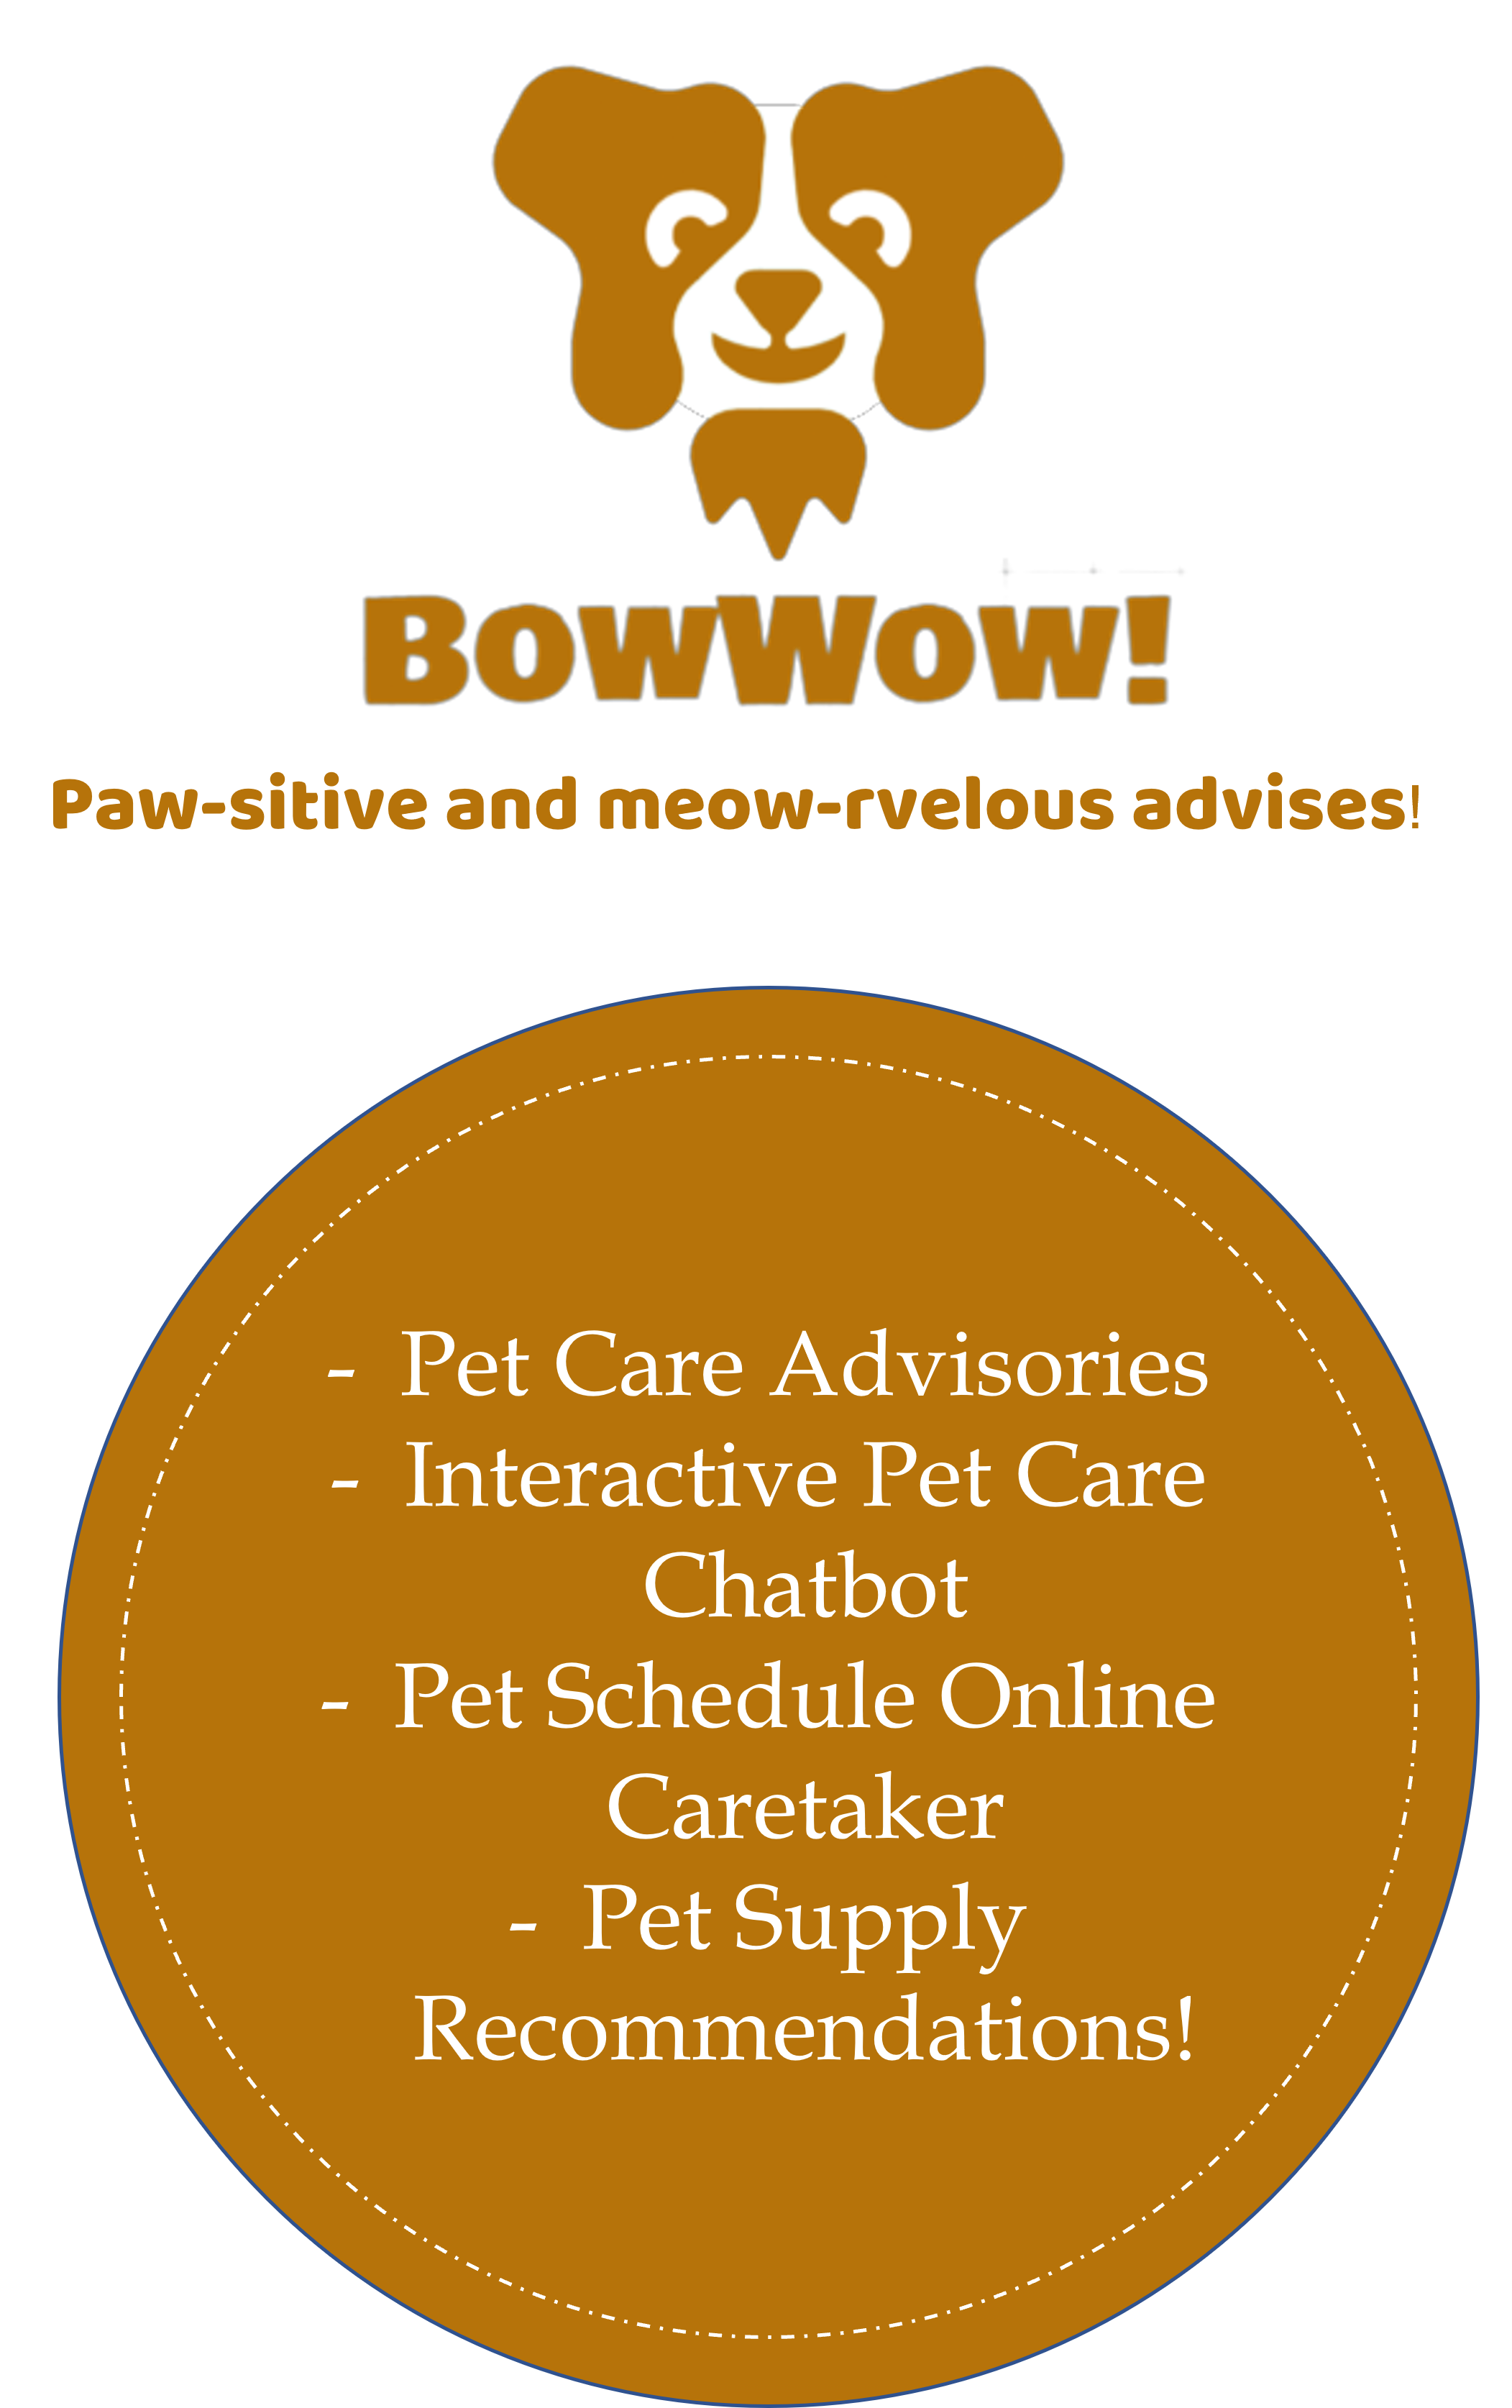 BowWow!
Paw-sitive and meow-rvelous advises!
- Pet Care Advisories
- Interactive Pet Care
Chatbot
- Pet Schedule Online
Caretaker
- Pet Supply
Recommendations!